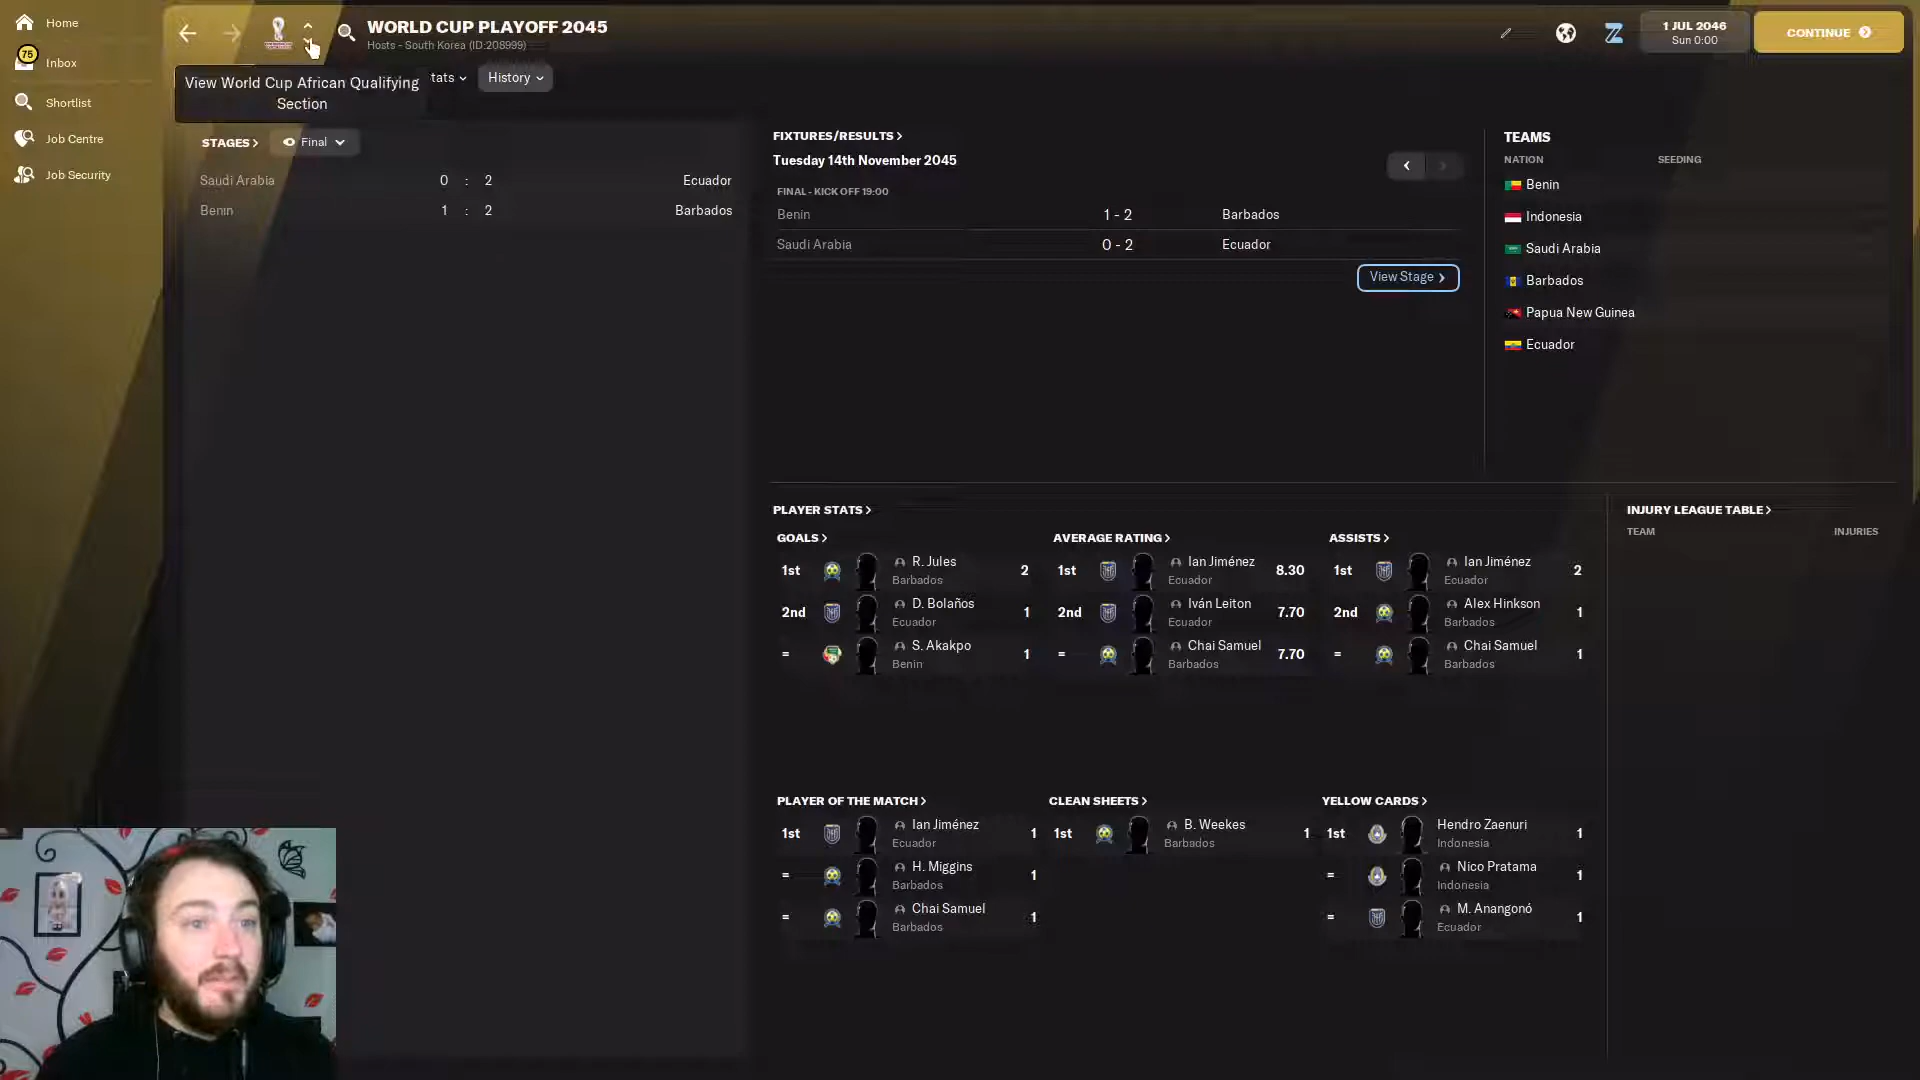 Home
75
Inbox
Shortlist
Job Centre
Job Security
WORLD CUP PLAYOFF 2045
Hosts - South Korea (ID:208999)
1 JUL 2046
Sun 0:00
CONTINUE
View World Cup African Qualifying
Section
tats
History
STAGES
Final
Saudi Arabia 0 : 2 Ecuador
Benin 1 : 2 Barbados
FIXTURES/RESULTS
Tuesday 14th November 2045
FINAL - KICK OFF 19:00
Benin 1 - 2 Barbados
Saudi Arabia 0 - 2 Ecuador
View Stage
TEAMS
NATION SEEDING
Benin
Indonesia
Saudi Arabia
Barbados
Papua New Guinea
Ecuador
PLAYER STATS
GOALS
1st R. Jules 2
Barbados
2nd D. Bolaños 1
Ecuador
= S. Akakpo 1
Benin
AVERAGE RATING
1st Ian Jiménez 8.30
Ecuador
2nd Iván Leiton 7.70
Ecuador
= Chai Samuel 7.70
Barbados
ASSISTS
1st Ian Jiménez 2
Ecuador
2nd Alex Hinkson 1
Barbados
= Chai Samuel 1
Barbados
INJURY LEAGUE TABLE
TEAM INJURIES
PLAYER OF THE MATCH
1st Ian Jiménez 1
Ecuador
= H. Miggins 1
Barbados
= Chai Samuel 1
Barbados
CLEAN SHEETS
1st B. Weekes 1
Barbados
YELLOW CARDS
1st Hendro Zaenuri 1
Indonesia
= Nico Pratama 1
Indonesia
= M. Anangonó 1
Ecuador